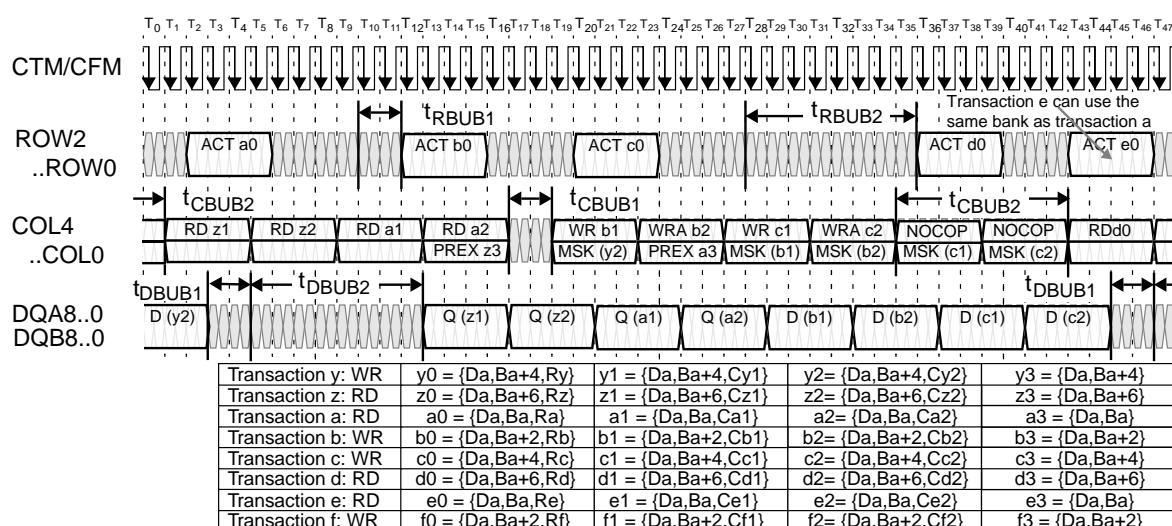 T0 T1 T2 T3 T4 T5 T6 T7 T8 T9 T10 T11 T12 T13 T14 T15 T16 T17 T18 T19 T20 T21 T22 T23 T24 T25 T26 T27 T28 T29 T30 T31 T32 T33 T34 T35 T36 T37 T38 T39 T40 T41 T42 T43 T44 T45 T46 T47
CTM/CFM
tRBUB1 tRBUB2 Transaction e can use the
same bank as transaction a
ROW2
..ROW0
ACT a0 ACT b0 ACT c0 ACT d0 ACT e0
tCBUB2 tCBUB1 tCBUB2
COL4
..COL0
RD z1 RD z2 RD a1 RD a2 WR b1 WRA b2 WR c1 WRA c2 NOCOP NOCOP RDd0
PREX z3 MSK (y2) PREX a3 MSK (b1) MSK (b2) MSK (c1) MSK (c2)
tDBUB1 tDBUB2 tDBUB1
DQA8..0
DQB8..0
D (y2) Q (z1) Q (z2) Q (a1) Q (a2) D (b1) D (b2) D (c1) D (c2)
Transaction y: WR y0 = {Da,Ba+4,Ry} y1 = {Da,Ba+4,Cy1} y2= {Da,Ba+4,Cy2} y3 = {Da,Ba+4}
Transaction z: RD z0 = {Da,Ba+6,Rz} z1 = {Da,Ba+6,Cz1} z2= {Da,Ba+6,Cz2} z3 = {Da,Ba+6}
Transaction a: RD a0 = {Da,Ba,Ra} a1 = {Da,Ba,Ca1} a2= {Da,Ba,Ca2} a3 = {Da,Ba}
Transaction b: WR b0 = {Da,Ba+2,Rb} b1 = {Da,Ba+2,Cb1} b2= {Da,Ba+2,Cb2} b3 = {Da,Ba+2}
Transaction c: WR c0 = {Da,Ba+4,Rc} c1 = {Da,Ba+4,Cc1} c2= {Da,Ba+4,Cc2} c3 = {Da,Ba+4}
Transaction d: RD d0 = {Da,Ba+6,Rd} d1 = {Da,Ba+6,Cd1} d2= {Da,Ba+6,Cd2} d3 = {Da,Ba+6}
Transaction e: RD e0 = {Da,Ba,Re} e1 = {Da,Ba,Ce1} e2= {Da,Ba,Ce2} e3 = {Da,Ba}
Transaction f: WR f0 = {Da,Ba+2,Rf} f1 = {Da,Ba+2,Cf1} f2= {Da,Ba+2,Cf2} f3 = {Da,Ba+2}